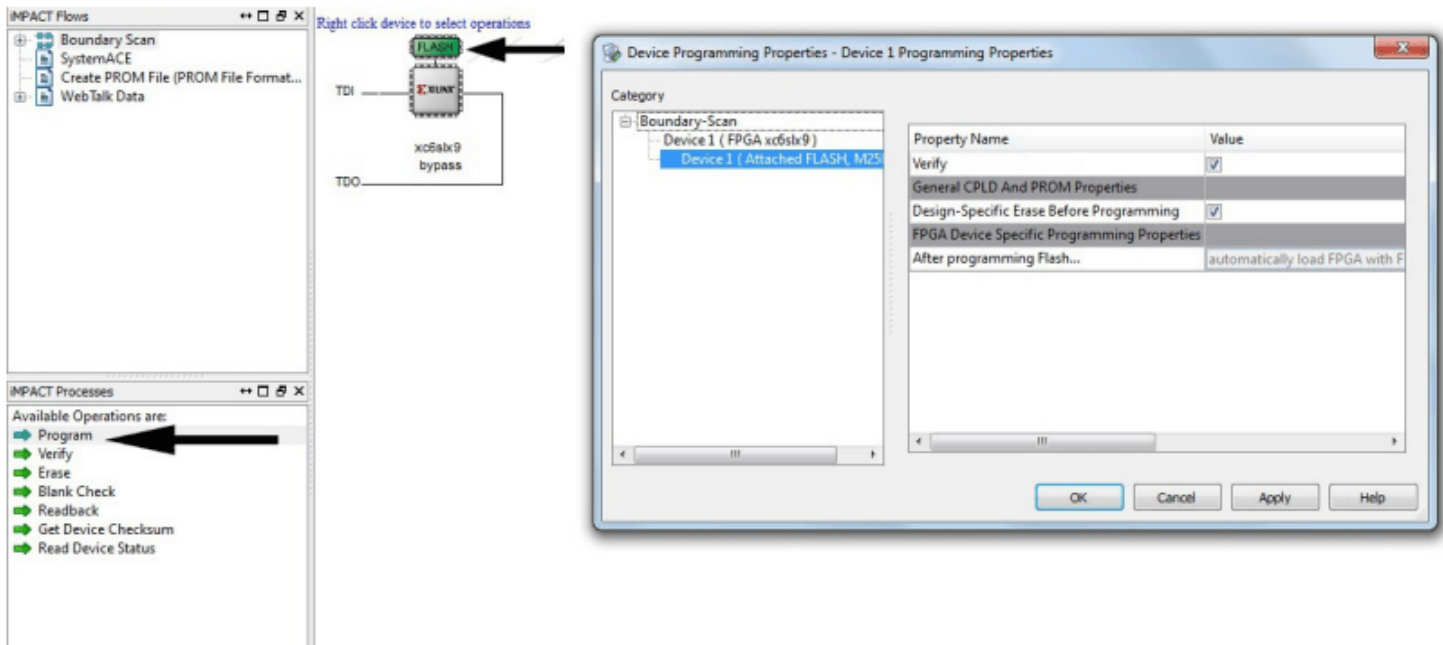 iMPACT Flows
Boundary Scan
SystemACE
Create PROM File (PROM File Format...
WebTalk Data
iMPACT Processes
Available Operations are:
Program
Verify
Erase
Blank Check
Readback
Get Device Checksum
Read Device Status
Right click device to select operations
FLASH
TDI
XILINX
xc6slx9
bypass
TDO
Device Programming Properties - Device 1 Programming Properties
Category
Boundary-Scan
Device 1 ( FPGA xc6slx9 )
Device 1 ( Attached FLASH, M25
Property Name Value
Verify
General CPLD And PROM Properties
Design-Specific Erase Before Programming
FPGA Device Specific Programming Properties
After programming Flash... automatically load FPGA with F
OK Cancel Apply Help